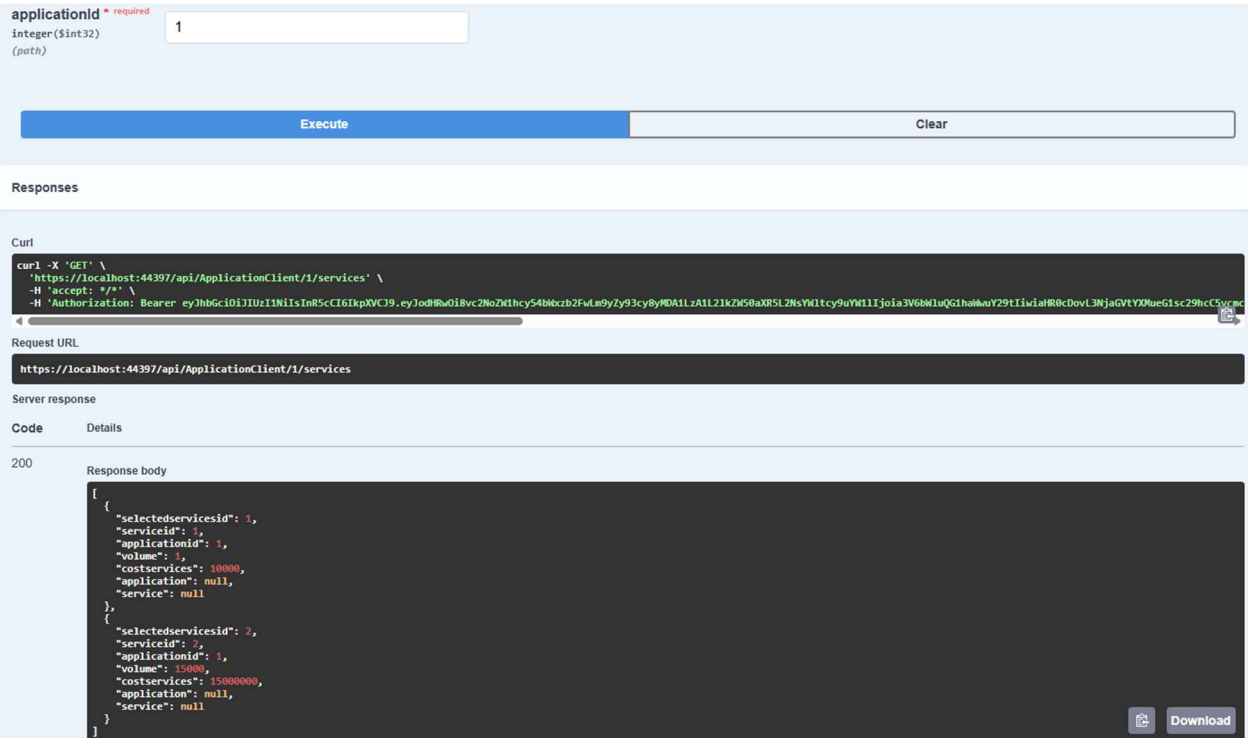 applicationId * required
integer($int32)
(path)
1
Execute
Clear
Responses
Curl
curl -X 'GET' \
'https://localhost:44397/api/ApplicationClient/1/services' \
-H 'accept: */*' \
-H 'Authorization: Bearer
Request URL
https://localhost:44397/api/ApplicationClient/1/services
Server response
Code Details
200
Response body
[
{
"selectedservicesid": 1,
"serviceid": 1,
"applicationid": 1,
"volume": 1,
"costservices": 10000,
"application": null,
"service": null
},
{
"selectedservicesid": 2,
"serviceid": 2,
"applicationid": 1,
"volume": 15000,
"costservices": 15000000,
"application": null,
"service": null
}
]
Download